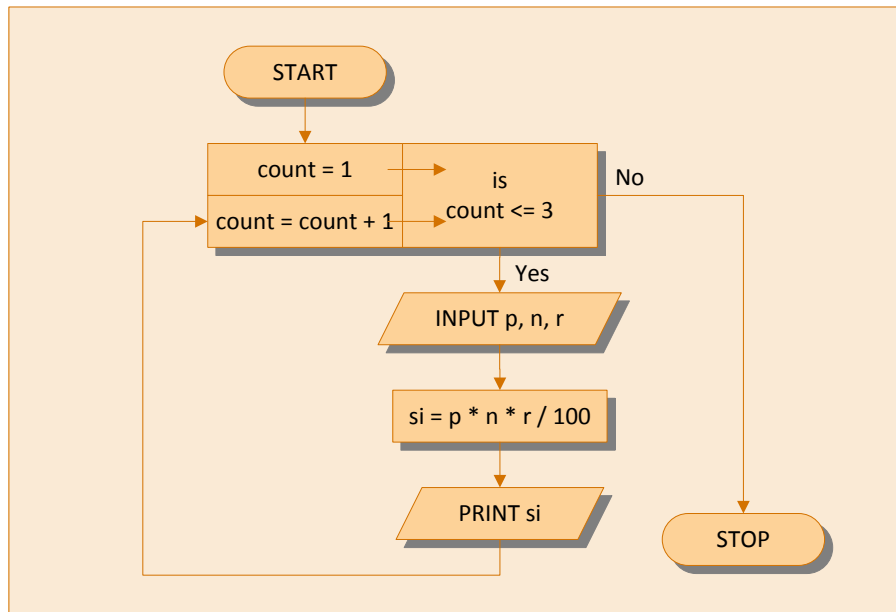 START
count = 1
count = count + 1
is
count <= 3
No
Yes
INPUT p, n, r
si = p * n * r / 100
PRINT si
STOP